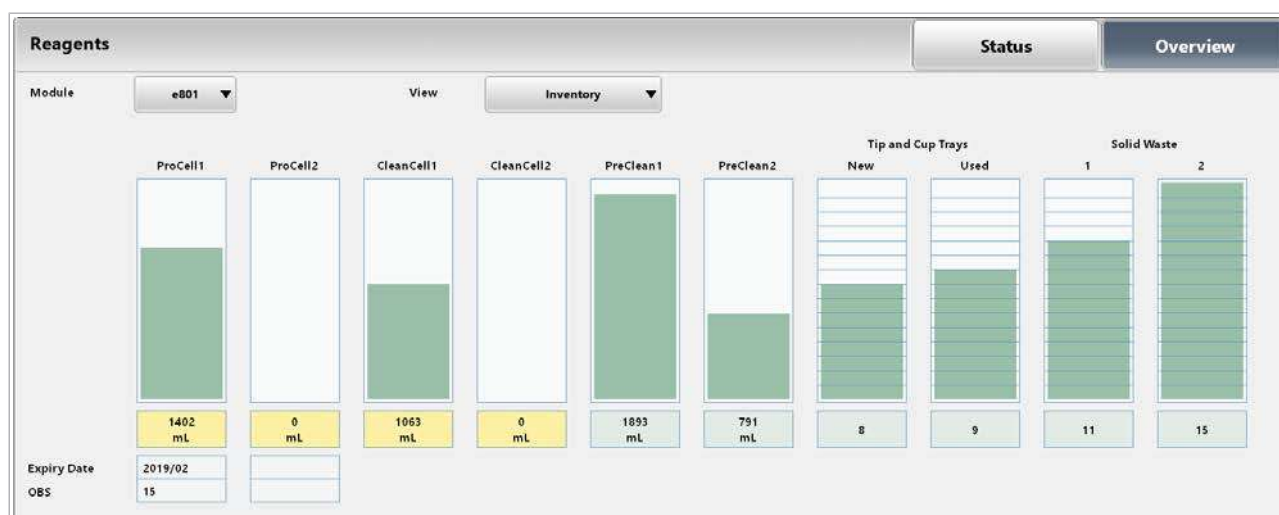 Reagents
Status
Overview
Module
e801
View
Inventory
Tip and Cup Trays
Solid Waste
ProCell1
ProCell2
CleanCell1
CleanCell2
PreClean1
PreClean2
New
Used
1
2
1402
mL
0
mL
1063
mL
0
mL
1893
mL
791
mL
8
9
11
15
Expiry Date
2019/02
OBS
15